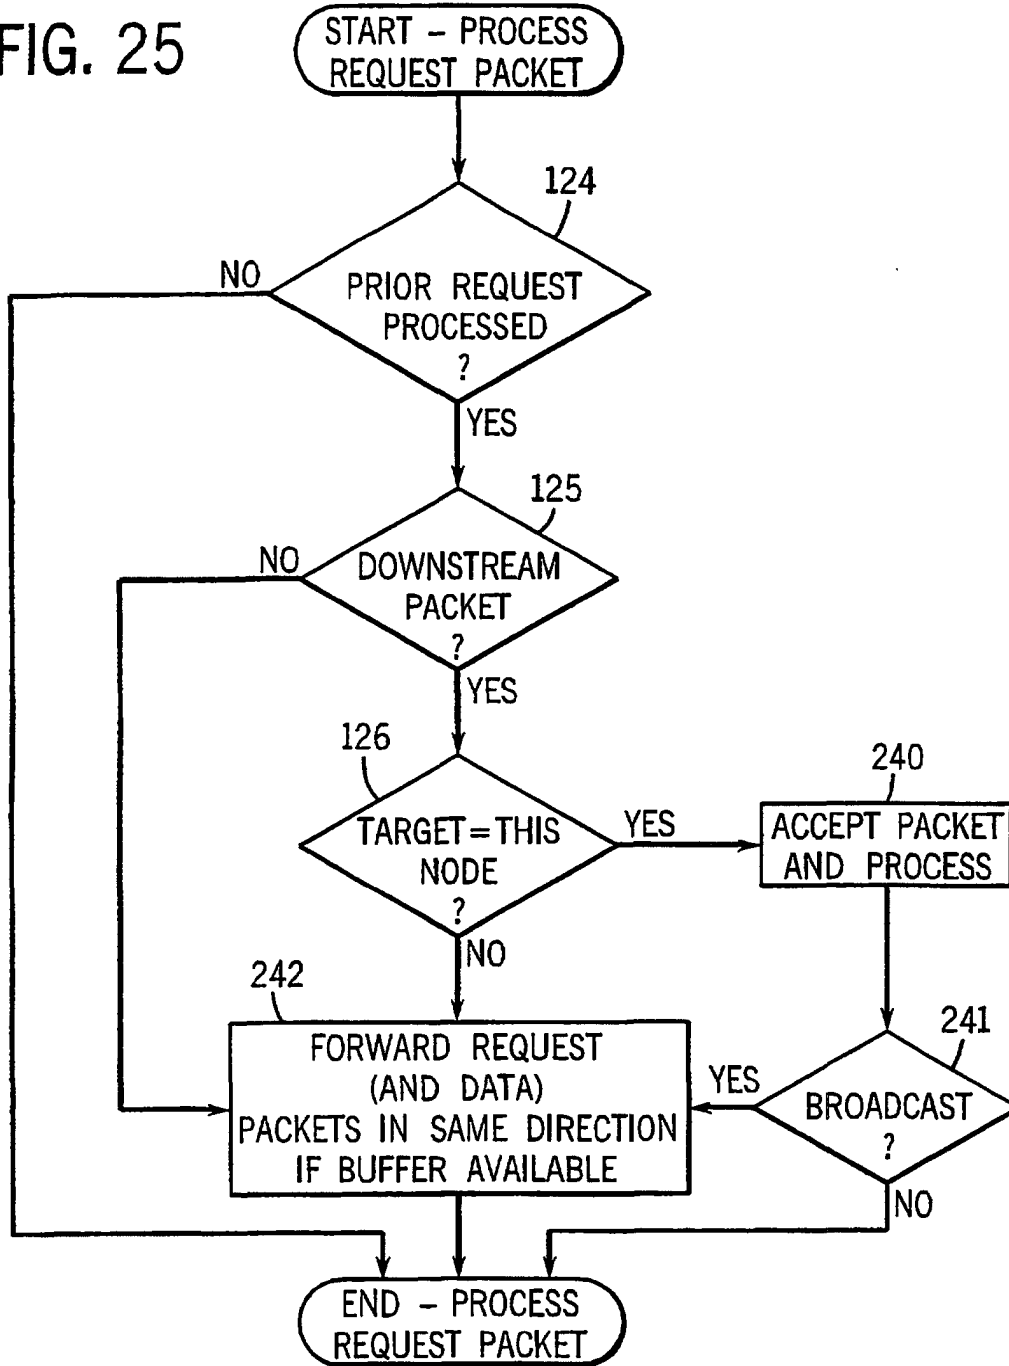 FIG. 25
START - PROCESS
REQUEST PACKET
124
NO
PRIOR REQUEST
PROCESSED
?
YES
125
NO
DOWNSTREAM
PACKET
?
YES
126
TARGET=THIS
NODE
?
YES
240
ACCEPT PACKET
AND PROCESS
NO
242
FORWARD REQUEST
(AND DATA)
PACKETS IN SAME DIRECTION
IF BUFFER AVAILABLE
241
YES
BROADCAST
?
NO
END - PROCESS
REQUEST PACKET